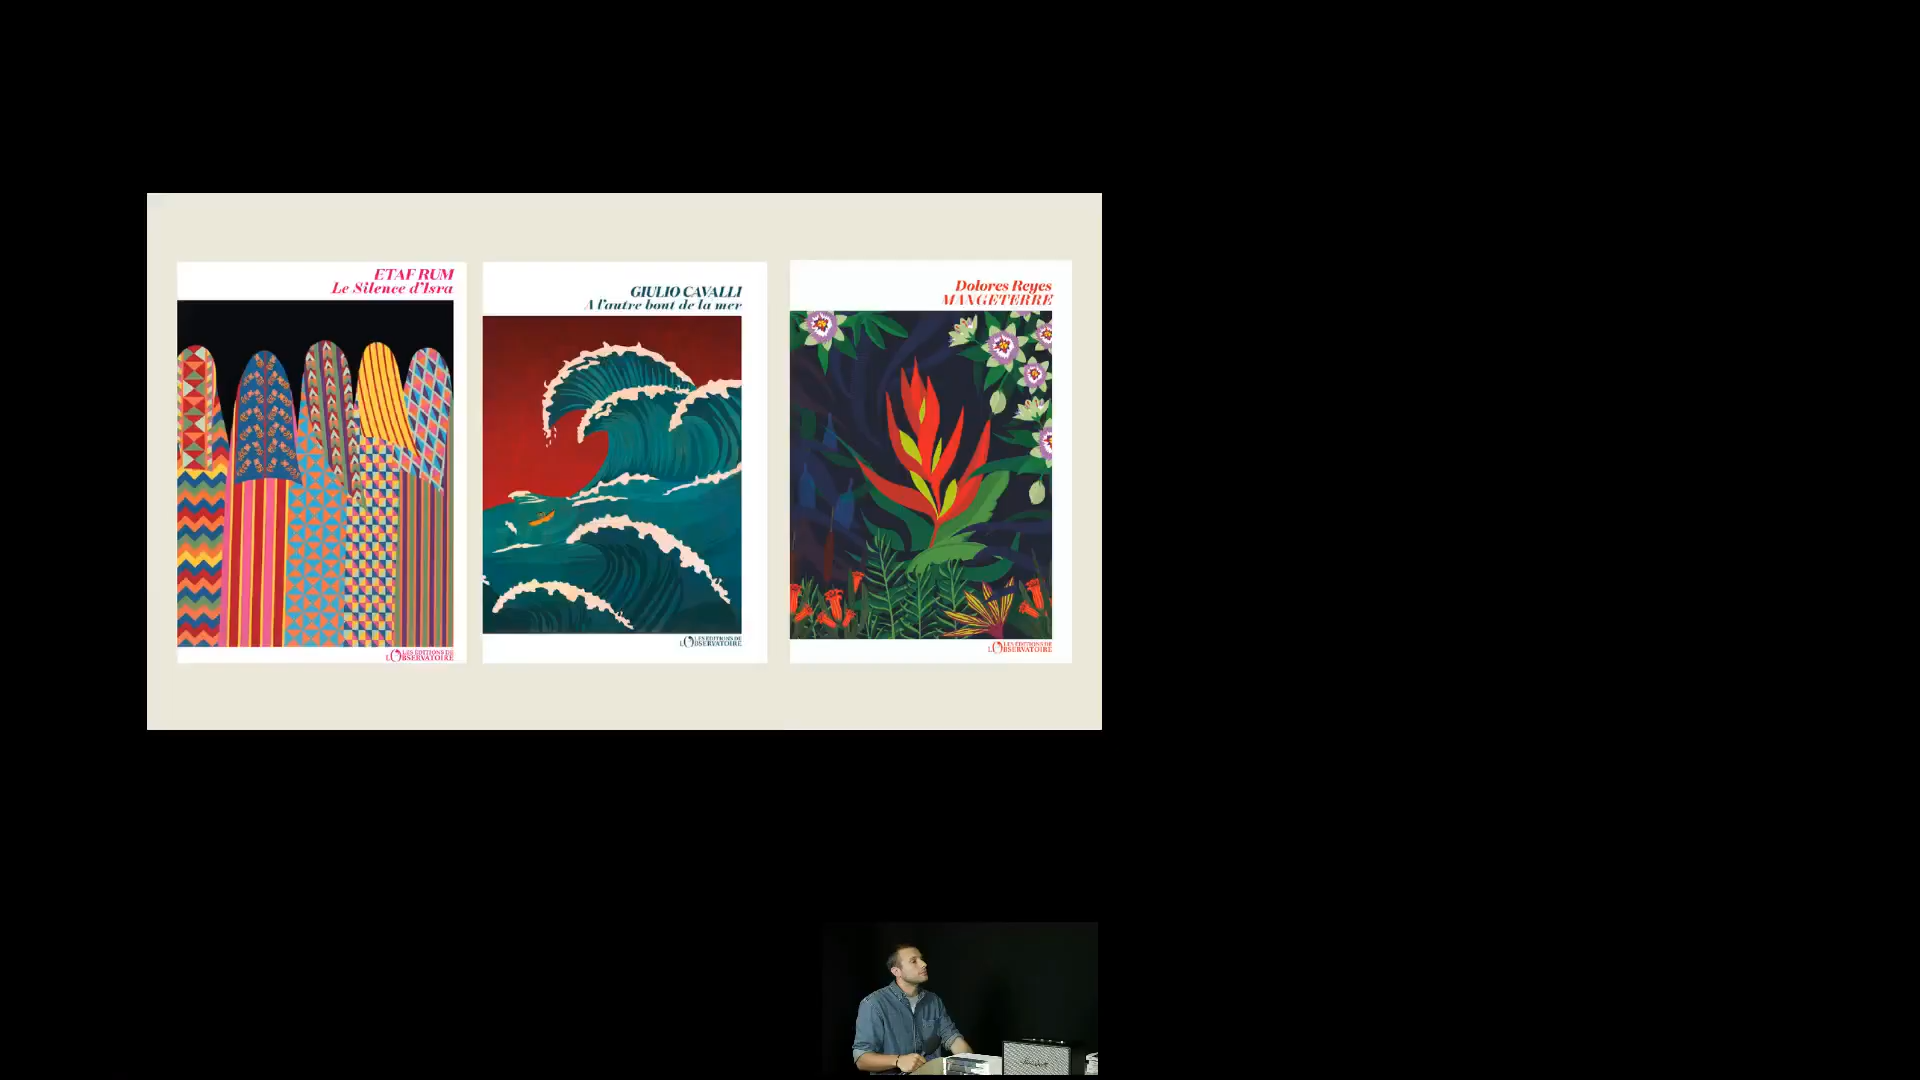 ETAF RUM
Le Silence d'Isra
LES ÉDITIONS DE
L'OBSERVATOIRE
GIULIO CAVALLI
A l'autre bout de la mer
LES ÉDITIONS DE
L'OBSERVATOIRE
Dolores Reyes
MANGETERRE
LES ÉDITIONS DE
L'OBSERVATOIRE
Marshall